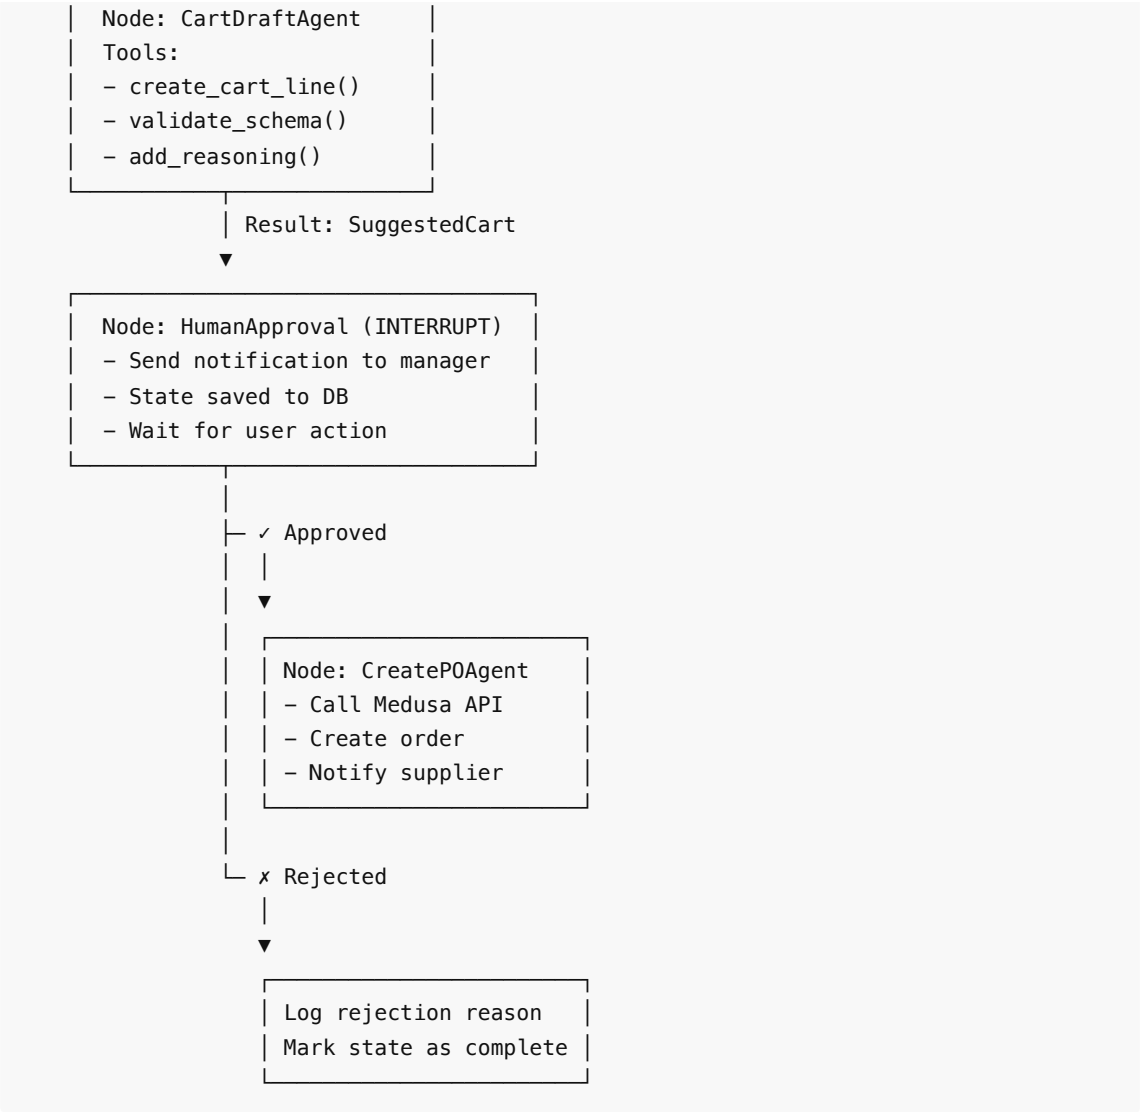 Node: CartDraftAgent
Tools:
- create_cart_line()
- validate_schema()
- add_reasoning()
Result: SuggestedCart
Node: HumanApproval (INTERRUPT)
- Send notification to manager
- State saved to DB
- Wait for user action
✓ Approved
Node: CreatePOAgent
- Call Medusa API
- Create order
- Notify supplier
✗ Rejected
Log rejection reason
Mark state as complete